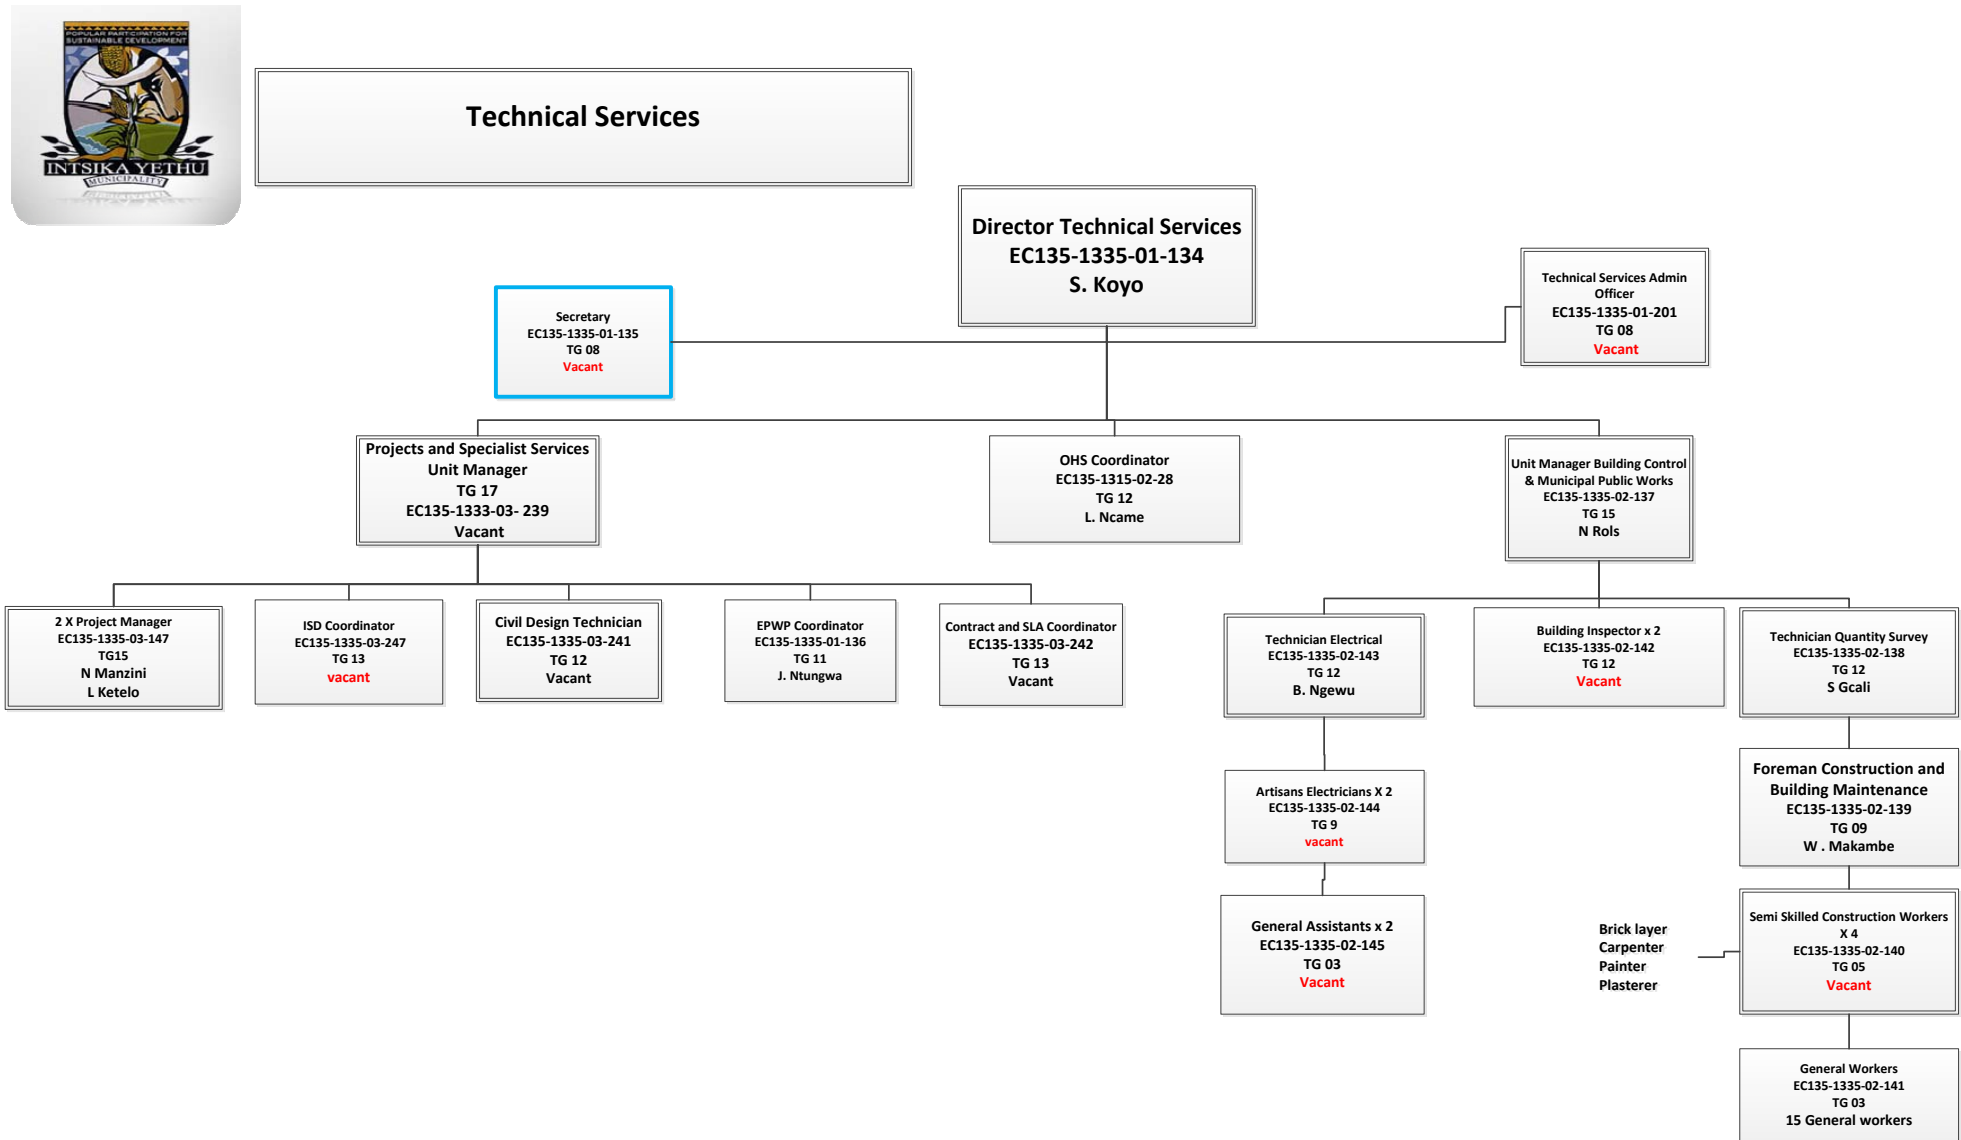 POPULAR PARTICIPATION FOR
SUSTAINABLE DEVELOPMENT
INTSIKA YETHU
MUNICIPALITY
Technical Services
Director Technical Services
EC135-1335-01-134
S. Koyo
Secretary
EC135-1335-01-135
TG 08
Vacant
Technical Services Admin
Officer
EC135-1335-01-201
TG 08
Vacant
Projects and Specialist Services
Unit Manager
TG 17
EC135-1333-03- 239
Vacant
OHS Coordinator
EC135-1315-02-28
TG 12
L. Ncame
Unit Manager Building Control
& Municipal Public Works
EC135-1335-02-137
TG 15
N Rols
2 X Project Manager
EC135-1335-03-147
TG15
N Manzini
L Ketelo
ISD Coordinator
EC135-1335-03-247
TG 13
vacant
Civil Design Technician
EC135-1335-03-241
TG 12
Vacant
EPWP Coordinator
EC135-1335-01-136
TG 11
J. Ntungwa
Contract and SLA Coordinator
EC135-1335-03-242
TG 13
Vacant
Technician Electrical
EC135-1335-02-143
TG 12
B. Ngewu
Building Inspector x 2
EC135-1335-02-142
TG 12
Vacant
Technician Quantity Survey
EC135-1335-02-138
TG 12
S Gcali
Artisans Electricians X 2
EC135-1335-02-144
TG 9
vacant
Foreman Construction and
Building Maintenance
EC135-1335-02-139
TG 09
W . Makambe
General Assistants x 2
EC135-1335-02-145
TG 03
Vacant
Brick layer
Carpenter
Painter
Plasterer
Semi Skilled Construction Workers
X 4
EC135-1335-02-140
TG 05
Vacant
General Workers
EC135-1335-02-141
TG 03
15 General workers